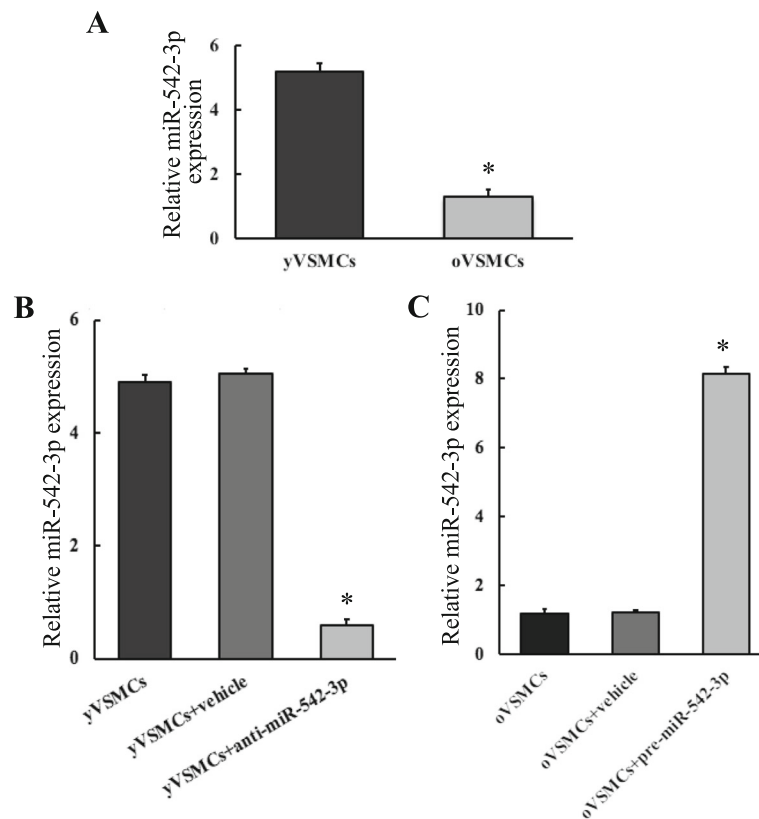 A
Relative miR-542-3p
expression
6
4
2
0
*
yVSMCs
oVSMCs
B
Relative miR-542-3p expression
6
4
2
0
*
yVSMCs
yVSMCs+vehicle
yVSMCs+anti-miR-542-3p
C
Relative miR-542-3p expression
10
8
6
4
2
0
*
oVSMCs
oVSMCs+vehicle
oVSMCs+pre-miR-542-3p